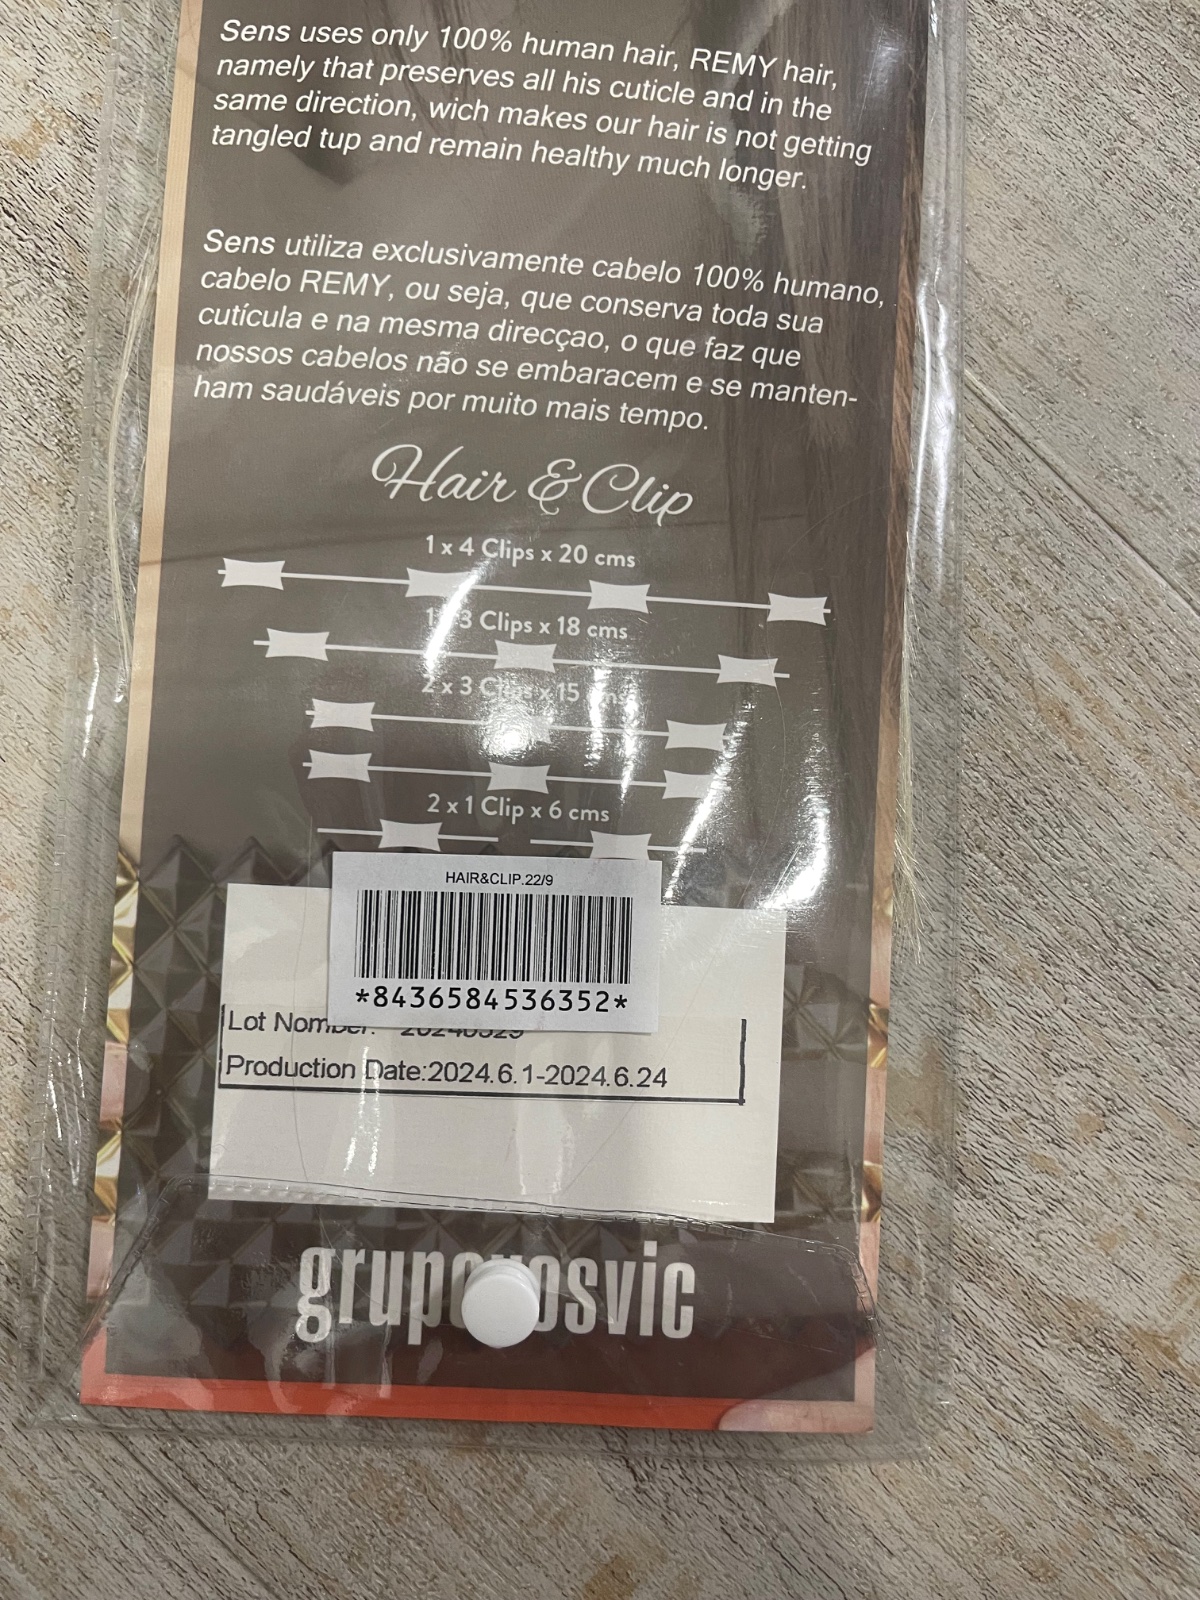 Sens uses only 100% human hair, REMY hair,
namely that preserves all his cuticle and in the
same direction, wich makes our hair is not getting
tangled tup and remain healthy much longer.
Sens utiliza exclusivamente cabelo 100% humano,
cabelo REMY, ou seja, que conserva toda sua
cutícula e na mesma direcçao, o que faz que
nossos cabelos não se embaracem e se manten-
ham saudáveis por muito mais tempo.
Hair & Clip
1 x 4 Clips x 20 cms
1 x 3 Clips x 18 cms
2 x 3 Clips x 15 cms
2 x 1 Clip x 6 cms
HAIR&CLIP.22/9
*8436584536352*
Lot Nomber: 20240529
Production Date:2024.6.1-2024.6.24